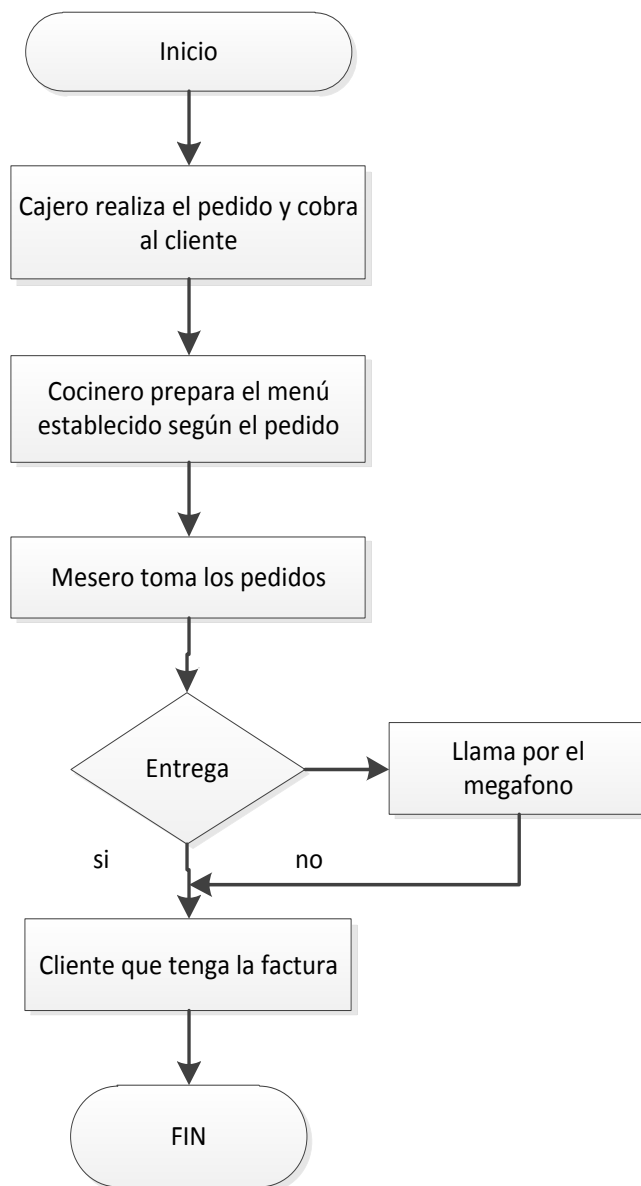 Inicio
Cajero realiza el pedido y cobra
al cliente
Cocinero prepara el menú
establecido según el pedido
Mesero toma los pedidos
Entrega
Llama por el
megafono
si
no
Cliente que tenga la factura
FIN